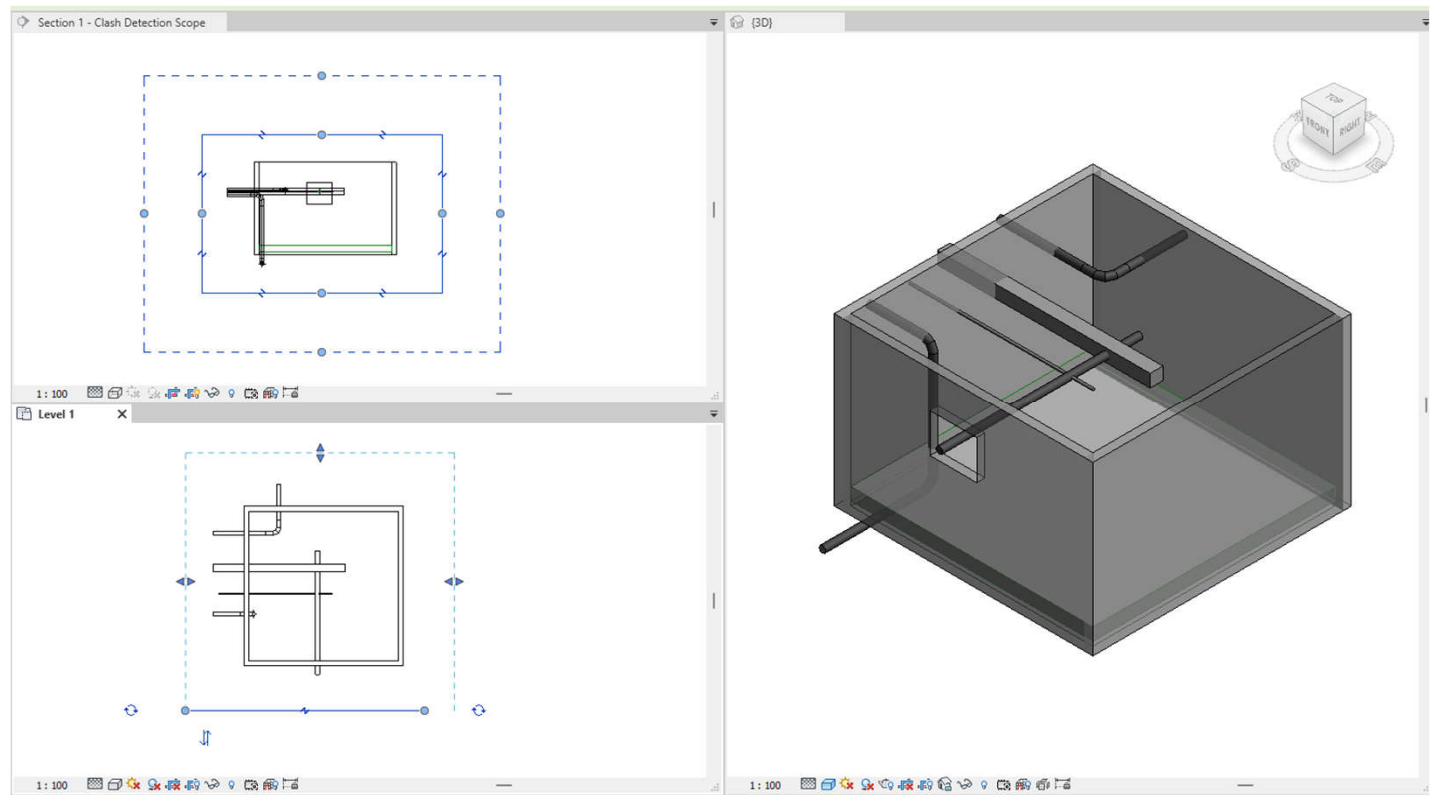 Section 1 - Clash Detection Scope
1 : 100
Level 1
1 : 100
{3D}
TOP
FRONT
RIGHT
S
E
1 : 100